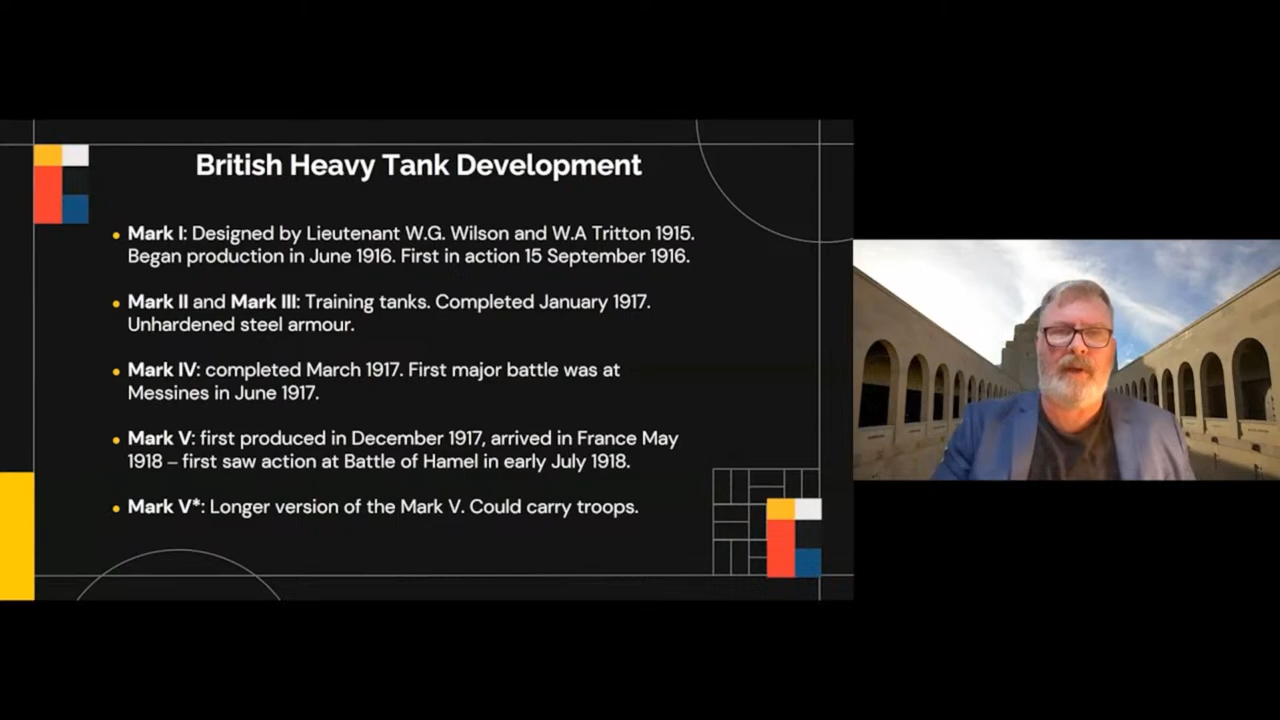 British Heavy Tank Development
Mark I: Designed by Lieutenant W.G. Wilson and W.A Tritton 1915.
Began production in June 1916. First in action 15 September 1916.
Mark II and Mark III: Training tanks. Completed January 1917.
Unhardened steel armour.
Mark IV: completed March 1917. First major battle was at
Messines in June 1917.
Mark V: first produced in December 1917, arrived in France May
1918 – first saw action at Battle of Hamel in early July 1918.
Mark V*: Longer version of the Mark V. Could carry troops.